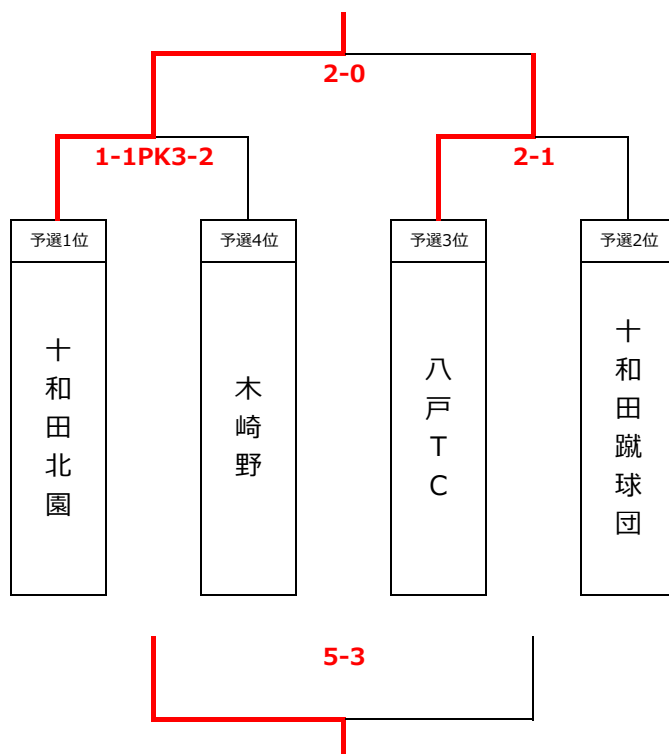 2-0
1-1PK3-2
2-1
予選1位
予選4位
予選3位
予選2位
十和田北園
木崎野
八戸TC
十和田蹴球団
5-3